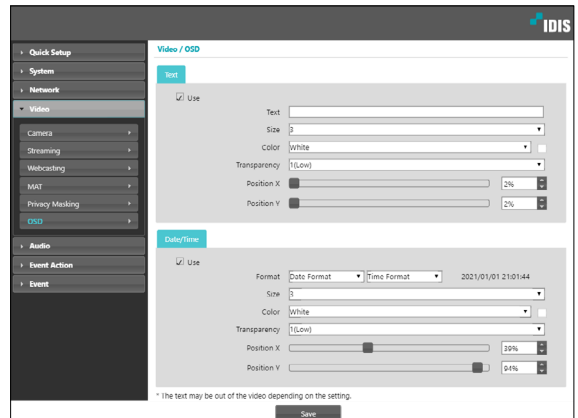 IDIS
Quick Setup
System
Network
Video
Camera
Streaming
Webcasting
MAT
Privacy Masking
OSD
Audio
Event Action
Event
Video / OSD
Text
Use
Text
Size 3
Color White
Transparency 1(Low)
Position X 2%
Position Y 2%
Date/Time
Use
Format Date Format Time Format 2021/01/01 21:01:44
Size 3
Color White
Transparency 1(Low)
Position X 39%
Position Y 94%
* The text may be out of the video depending on the setting.
Save